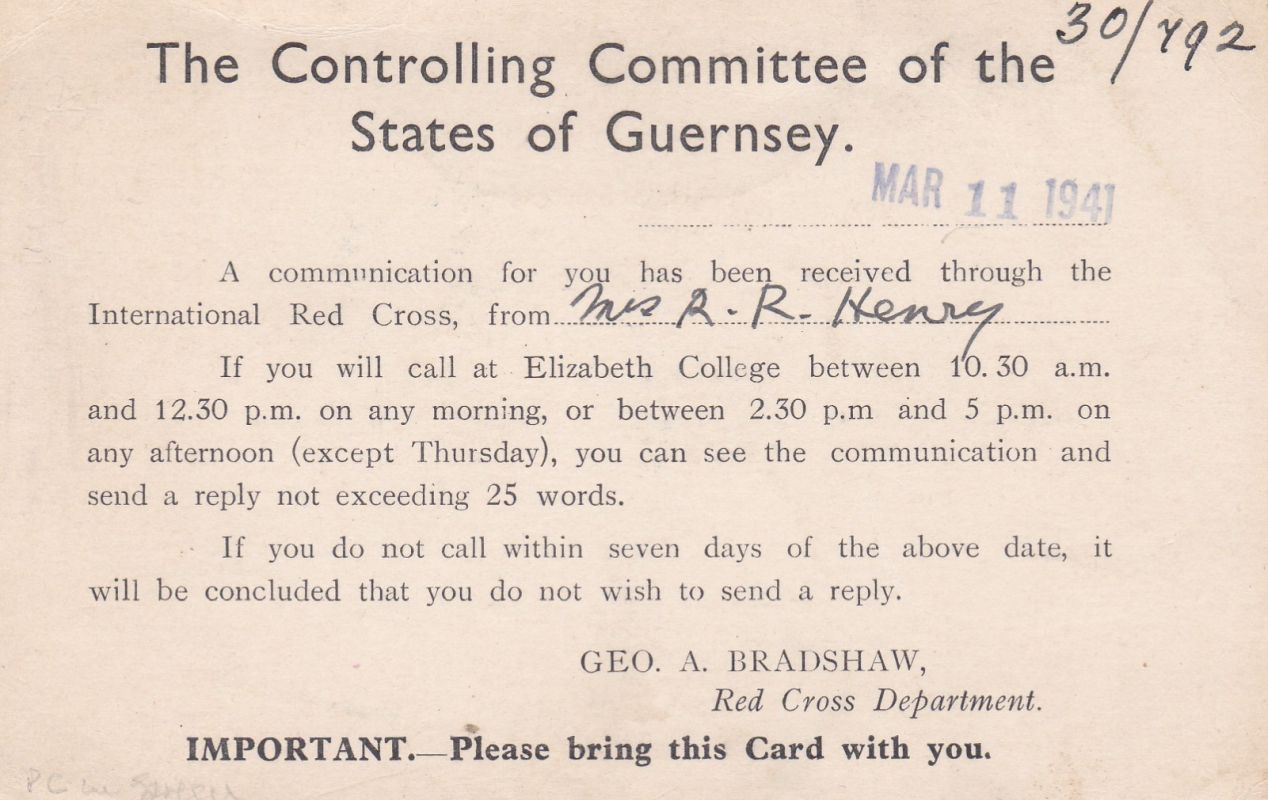 30/792
The Controlling Committee of the
States of Guernsey.
MAR 11 1941
A communication for you has been received through the
International Red Cross, from Mrs R. R. Henry
If you will call at Elizabeth College between 10.30 a.m.
and 12.30 p.m. on any morning, or between 2.30 p.m and 5 p.m. on
any afternoon (except Thursday), you can see the communication and
send a reply not exceeding 25 words.
If you do not call within seven days of the above date, it
will be concluded that you do not wish to send a reply.
GEO. A. BRADSHAW,
Red Cross Department.
IMPORTANT.—Please bring this Card with you.